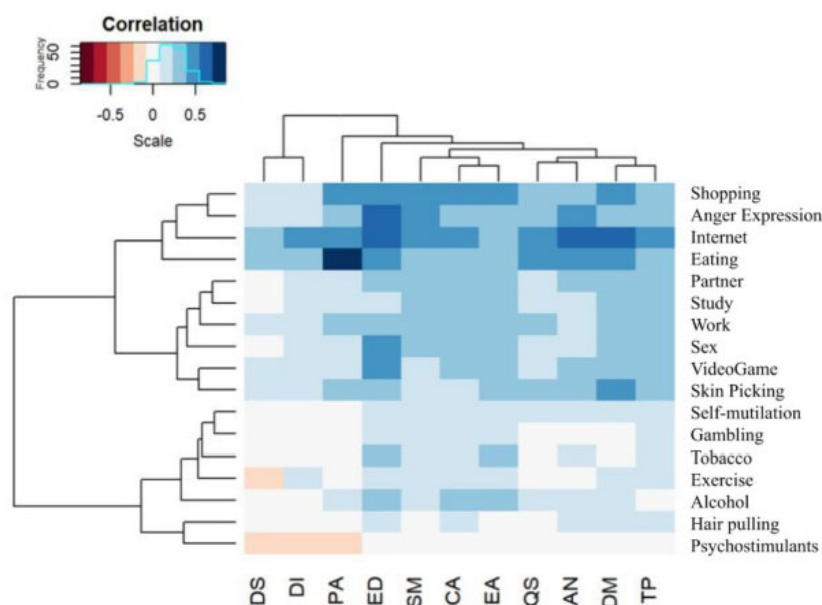 Correlation
Frequency
0 50
-0.5 0 0.5
Scale
Shopping
Anger Expression
Internet
Eating
Partner
Study
Work
Sex
VideoGame
Skin Picking
Self-mutilation
Gambling
Tobacco
Exercise
Alcohol
Hair pulling
Psychostimulants
DS DI PA ED SM CA EA QS AN DM TP